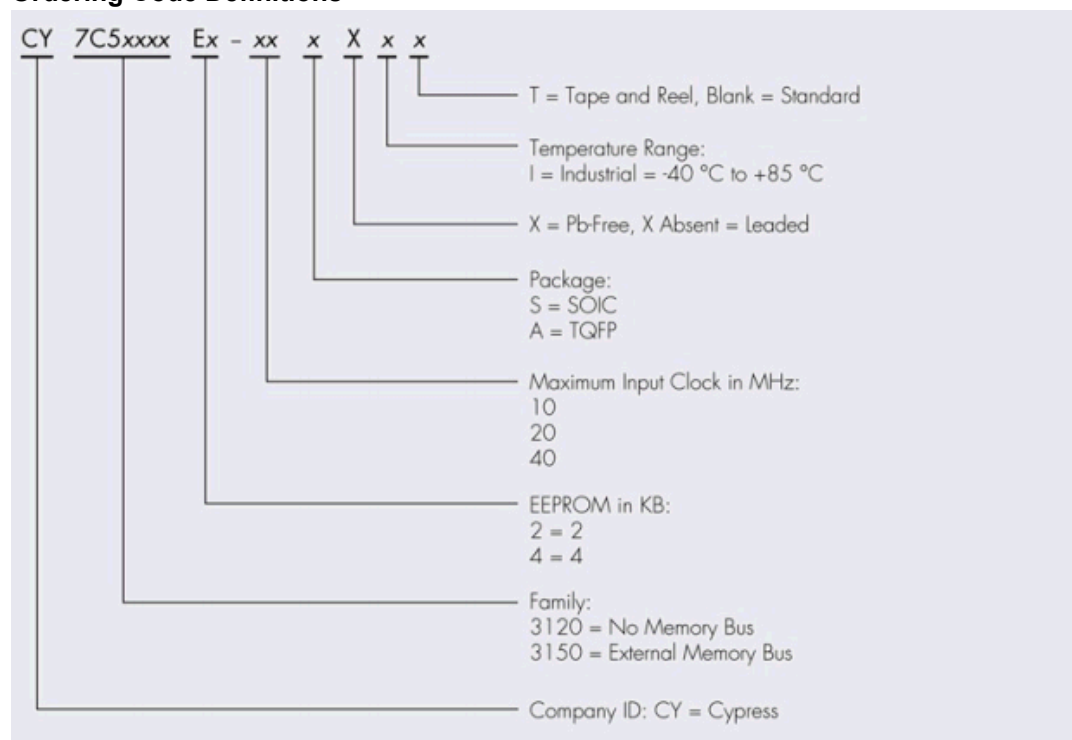 CY 7C5xxxx Ex - xx x X x x
T = Tape and Reel, Blank = Standard
Temperature Range:
I = Industrial = -40 °C to +85 °C
X = Pb-Free, X Absent = Leaded
Package:
S = SOIC
A = TQFP
Maximum Input Clock in MHz:
10
20
40
EEPROM in KB:
2 = 2
4 = 4
Family:
3120 = No Memory Bus
3150 = External Memory Bus
Company ID: CY = Cypress